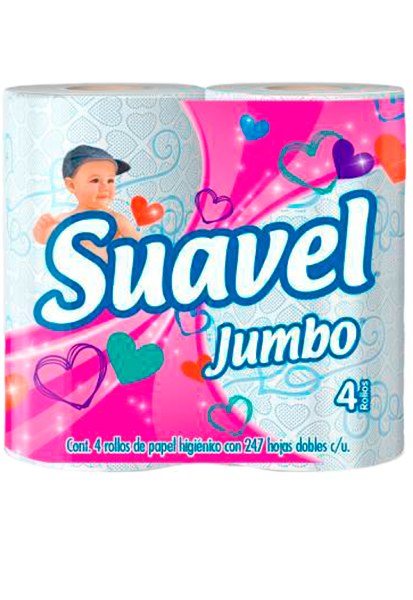 Suavel
Jumbo
4
Rollos
Cont. 4 rollos de papel higiénico con 247 hojas dobles c/u.